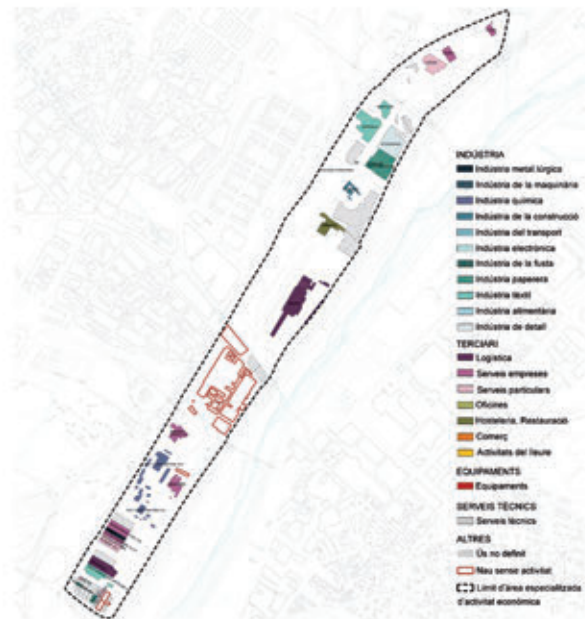 INDÚSTRIA
Indústria metal·lúrgica
Indústria de la maquinària
Indústria química
Indústria de la construcció
Indústria del transport
Indústria electrònica
Indústria de la fusta
Indústria paperera
Indústria tèxtil
Indústria alimentària
Indústria de detall
TERCIARI
Logística
Serveis empreses
Serveis particulars
Oficines
Hosteleria, Restauració
Comerç
Activitats del lleure
EQUIPAMENTS
Equipaments
SERVEIS TÈCNICS
Serveis tècnics
ALTRES
Ús no definit
Nau sense activitat
Límit d'àrea especialitzada
d'activitat econòmica